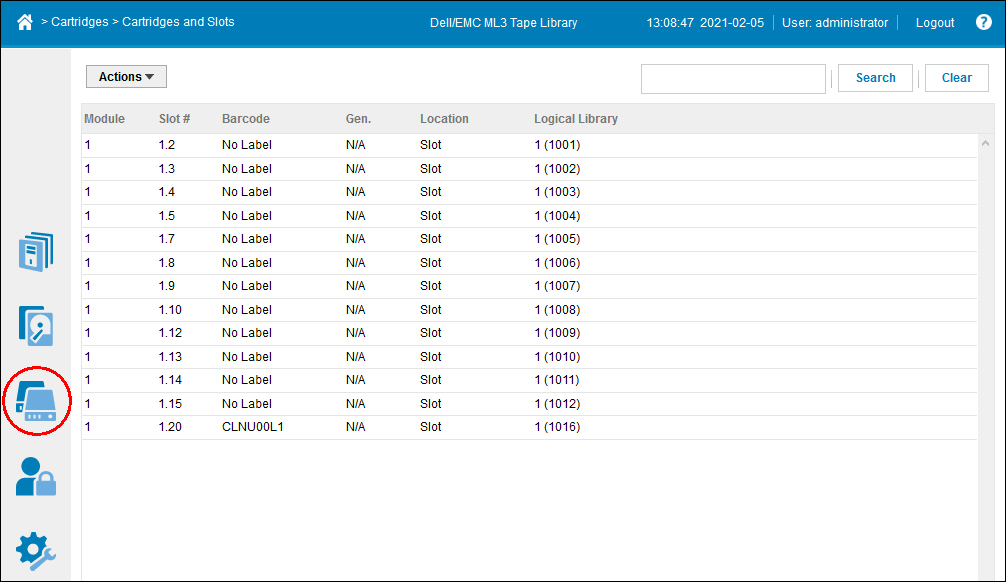 > Cartridges > Cartridges and Slots Dell/EMC ML3 Tape Library 13:08:47 2021-02-05 User: administrator Logout ?
Actions Search Clear
Module Slot # Barcode Gen. Location Logical Library
1 1.2 No Label N/A Slot 1 (1001)
1 1.3 No Label N/A Slot 1 (1002)
1 1.4 No Label N/A Slot 1 (1003)
1 1.5 No Label N/A Slot 1 (1004)
1 1.7 No Label N/A Slot 1 (1005)
1 1.8 No Label N/A Slot 1 (1006)
1 1.9 No Label N/A Slot 1 (1007)
1 1.10 No Label N/A Slot 1 (1008)
1 1.12 No Label N/A Slot 1 (1009)
1 1.13 No Label N/A Slot 1 (1010)
1 1.14 No Label N/A Slot 1 (1011)
1 1.15 No Label N/A Slot 1 (1012)
1 1.20 CLNU00L1 N/A Slot 1 (1016)